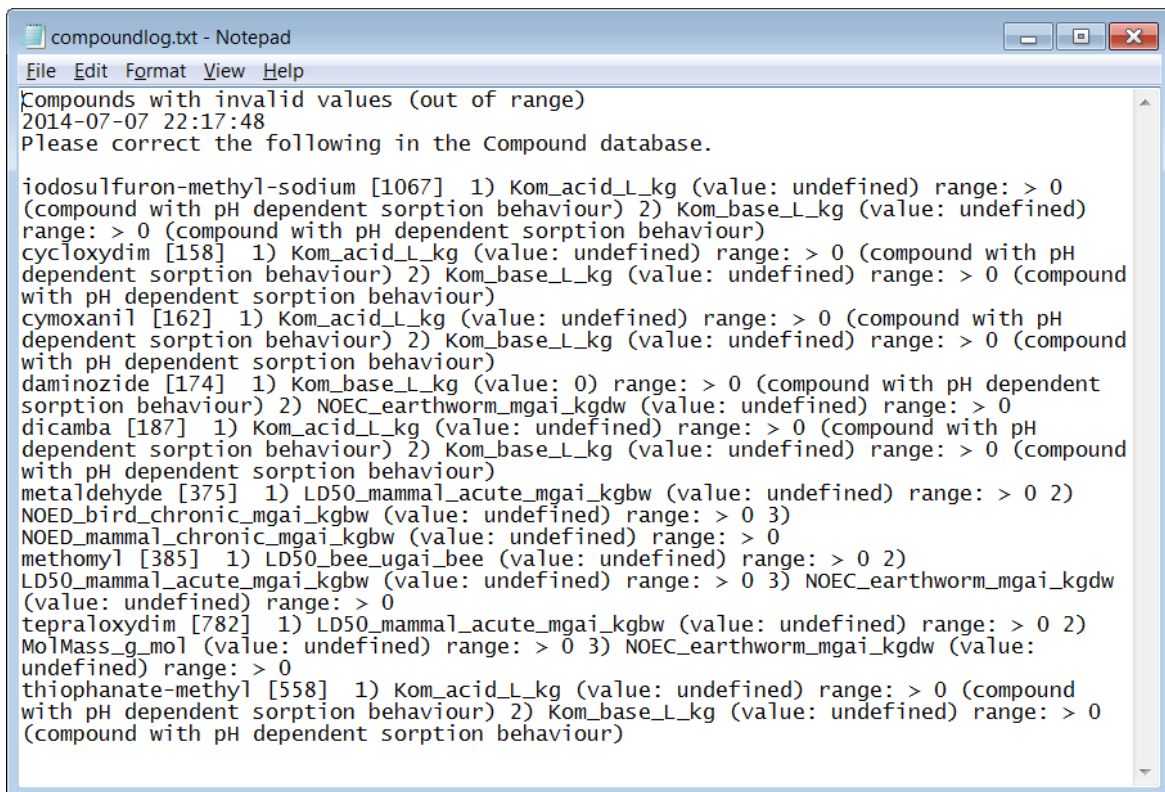 compoundlog.txt - Notepad
File Edit Format View Help
Compounds with invalid values (out of range)
2014-07-07 22:17:48
Please correct the following in the Compound database.
iodosulfuron-methyl-sodium [1067]  1) Kom_acid_L_kg (value: undefined) range: > 0
(compound with pH dependent sorption behaviour) 2) Kom_base_L_kg (value: undefined)
range: > 0 (compound with pH dependent sorption behaviour)
cycloxydim [158]  1) Kom_acid_L_kg (value: undefined) range: > 0 (compound with pH
dependent sorption behaviour) 2) Kom_base_L_kg (value: undefined) range: > 0 (compound
with pH dependent sorption behaviour)
cymoxanil [162]  1) Kom_acid_L_kg (value: undefined) range: > 0 (compound with pH
dependent sorption behaviour) 2) Kom_base_L_kg (value: undefined) range: > 0 (compound
with pH dependent sorption behaviour)
daminozide [174]  1) Kom_base_L_kg (value: 0) range: > 0 (compound with pH dependent
sorption behaviour) 2) NOEC_earthworm_mgai_kgdw (value: undefined) range: > 0
dicamba [187]  1) Kom_acid_L_kg (value: undefined) range: > 0 (compound with pH
dependent sorption behaviour) 2) Kom_base_L_kg (value: undefined) range: > 0 (compound
with pH dependent sorption behaviour)
metaldehyde [375]  1) LD50_mammal_acute_mgai_kgbw (value: undefined) range: > 0 2)
NOED_bird_chronic_mgai_kgbw (value: undefined) range: > 0 3)
NOED_mammal_chronic_mgai_kgbw (value: undefined) range: > 0
methomyl [385]  1) LD50_bee_ugai_bee (value: undefined) range: > 0 2)
LD50_mammal_acute_mgai_kgbw (value: undefined) range: > 0 3) NOEC_earthworm_mgai_kgdw
(value: undefined) range: > 0
tepraloxydim [782]  1) LD50_mammal_acute_mgai_kgbw (value: undefined) range: > 0 2)
MolMass_g_mol (value: undefined) range: > 0 3) NOEC_earthworm_mgai_kgdw (value:
undefined) range: > 0
thiophanate-methyl [558]  1) Kom_acid_L_kg (value: undefined) range: > 0 (compound
with pH dependent sorption behaviour) 2) Kom_base_L_kg (value: undefined) range: > 0
(compound with pH dependent sorption behaviour)